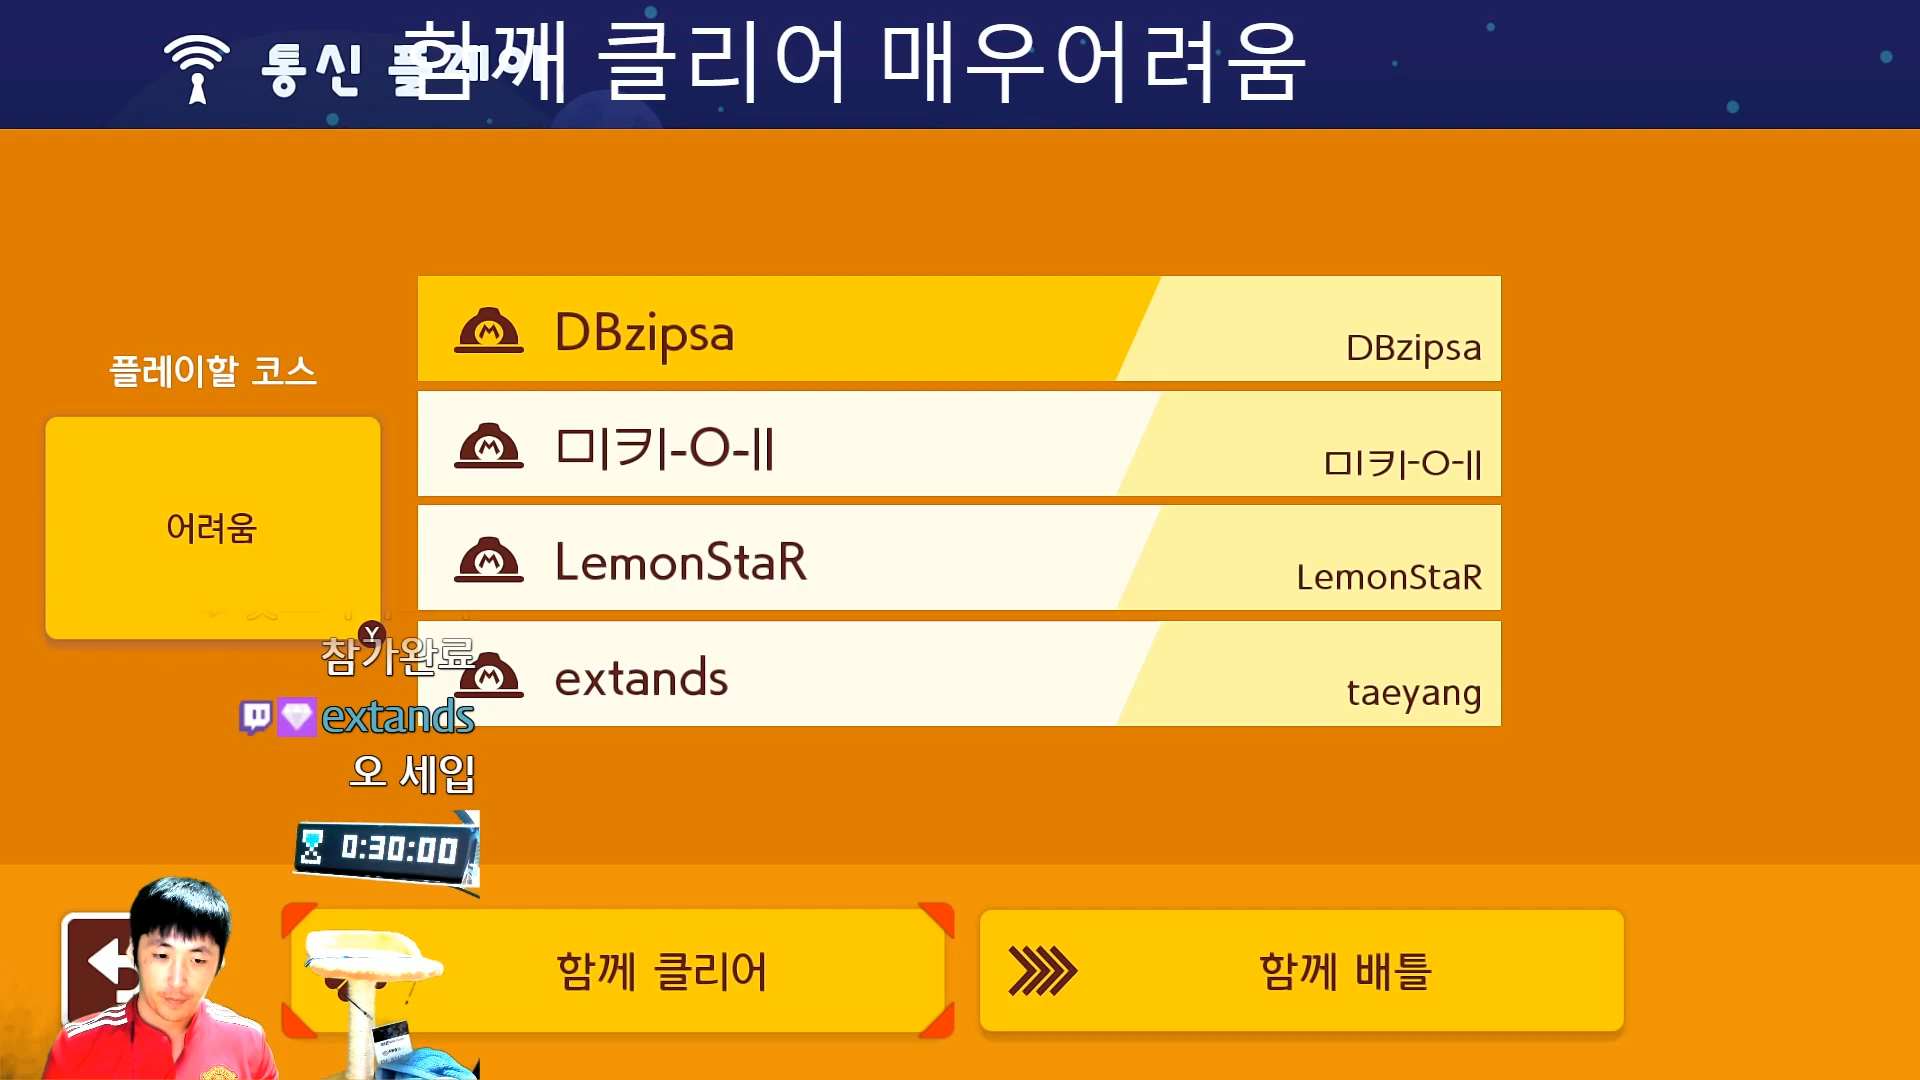 통신 플레이
함께 클리어 매우어려움
플레이할 코스
어려움
DBzipsa
DBzipsa
미키-O-II
미키-O-II
LemonStaR
LemonStaR
extands
taeyang
Y
참가완료
extands
오 세입
0:30:00
함께 클리어
함께 배틀